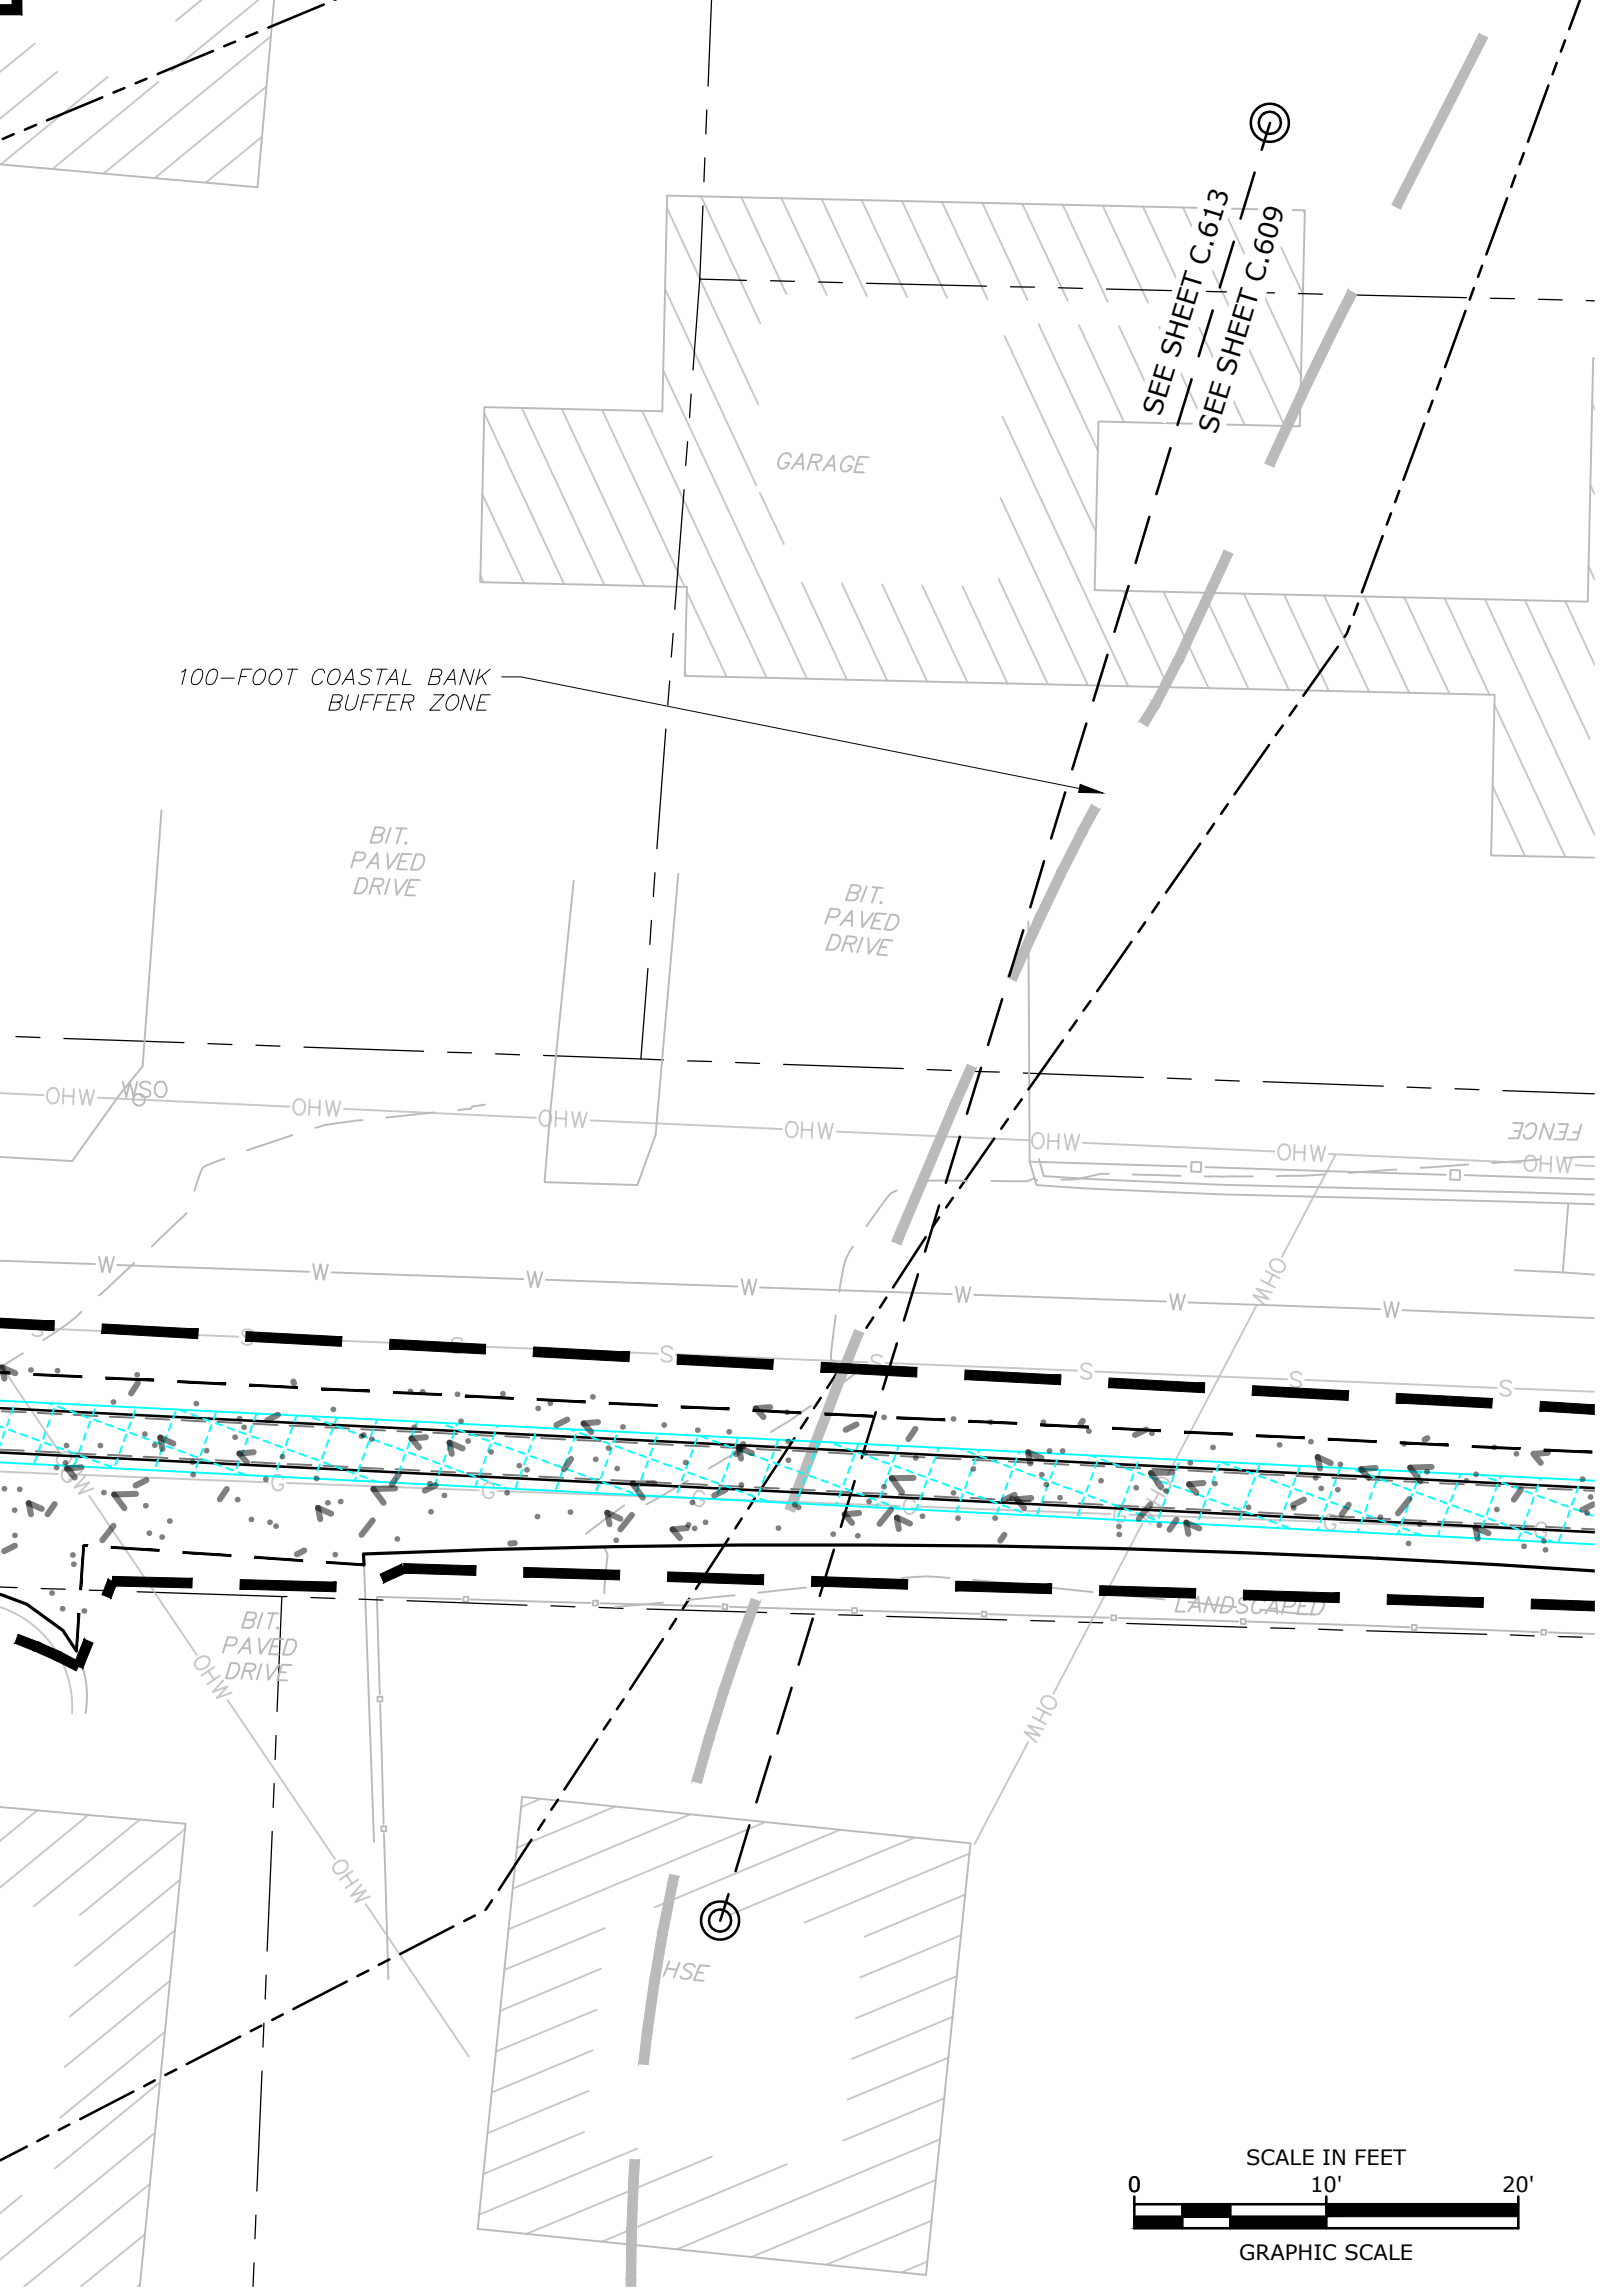 SEE SHEET C.613
SEE SHEET C.609
GARAGE
100-FOOT COASTAL BANK
BUFFER ZONE
BIT.
PAVED
DRIVE
BIT.
PAVED
DRIVE
OHW
WSO
OHW
OHW
OHW
OHW
OHW
OHW
FENCE
W
W
W
W
W
W
W
OHW
S
S
S
S
S
S
S
S
OHW
G
G
G
G
G
G
OHW
LANDSCAPED
BIT.
PAVED
DRIVE
OHW
OHW
OHW
HSE
SCALE IN FEET
0 10' 20'
GRAPHIC SCALE